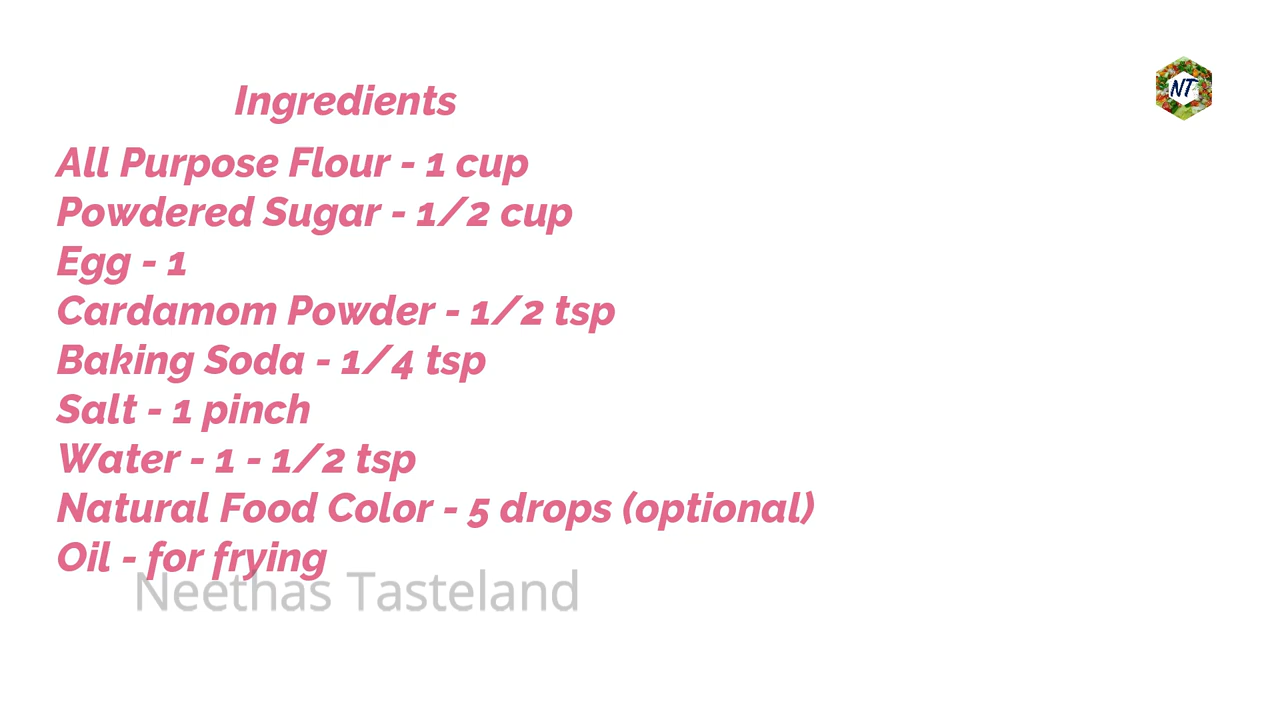 Ingredients
NT
All Purpose Flour - 1 cup
Powdered Sugar - 1/2 cup
Egg - 1
Cardamom Powder - 1/2 tsp
Baking Soda - 1/4 tsp
Salt - 1 pinch
Water - 1 - 1/2 tsp
Natural Food Color - 5 drops (optional)
Oil - for frying
Neethas Tasteland